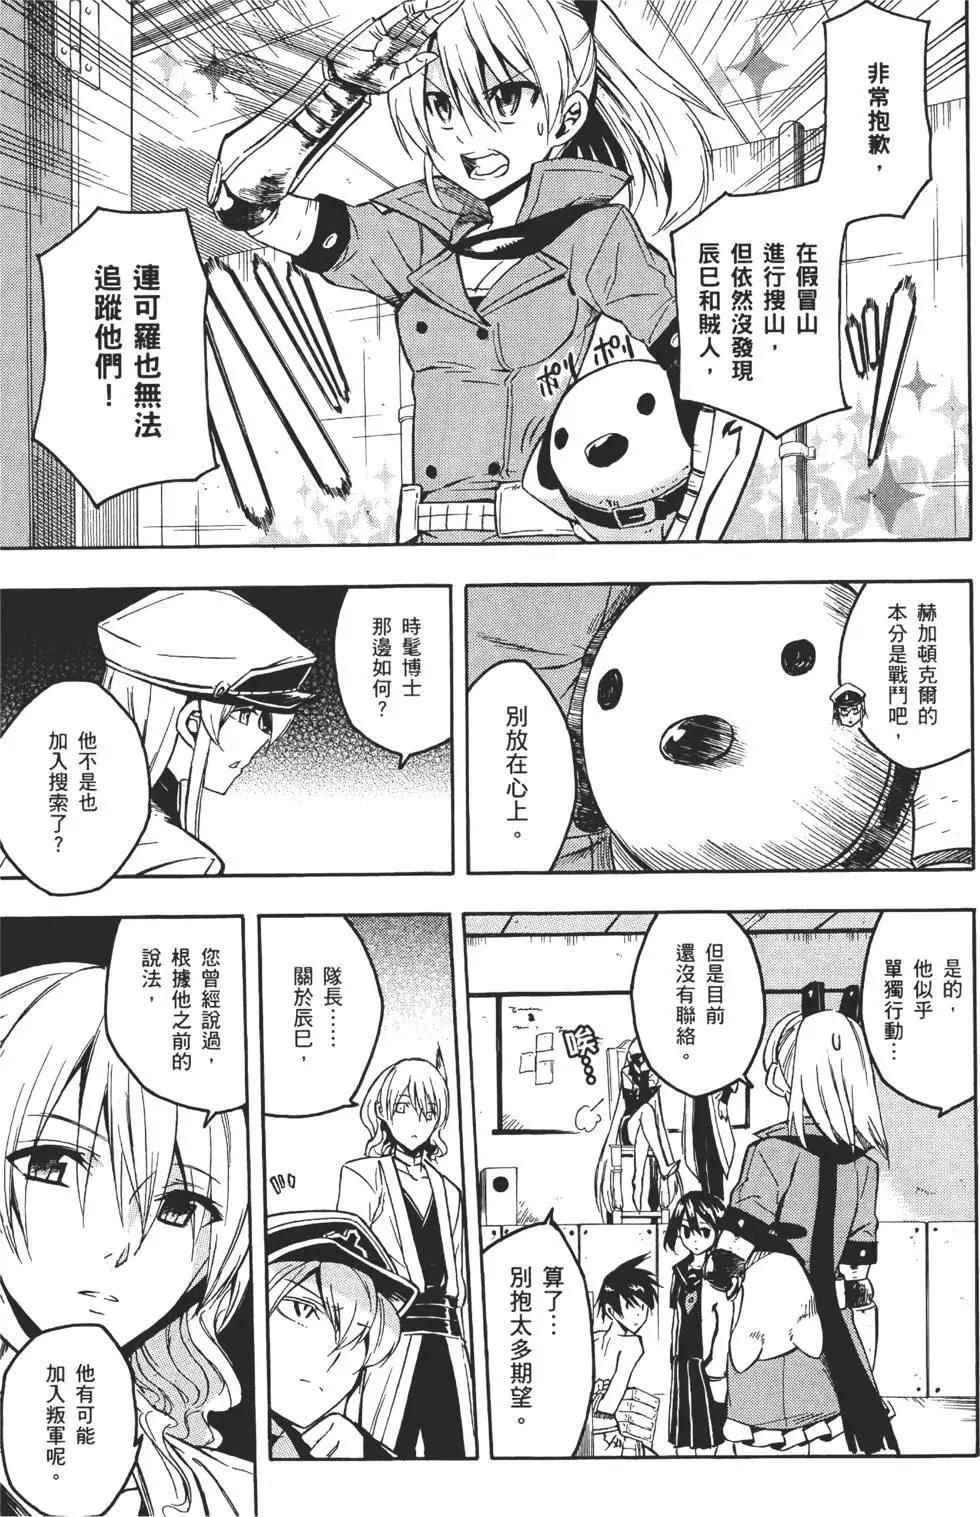 非常抱歉，
在假冒山
進行搜山，
但依然沒發現
辰巳和賊人，
ポリ
ポリ
連可羅也無法
追蹤他們！
赫加頓克爾的
本分是戰鬥吧，
別放在心上。
時髦博士
那邊如何？
他不是也
加入搜索了？
是的，
他似乎
單獨行動…
但是目前
還沒有聯絡。
唉…
算了…
別抱太多期望。
隊長……
關於辰巳，
您曾經說過，
根據他之前的
說法，
他有可能
加入叛軍呢。